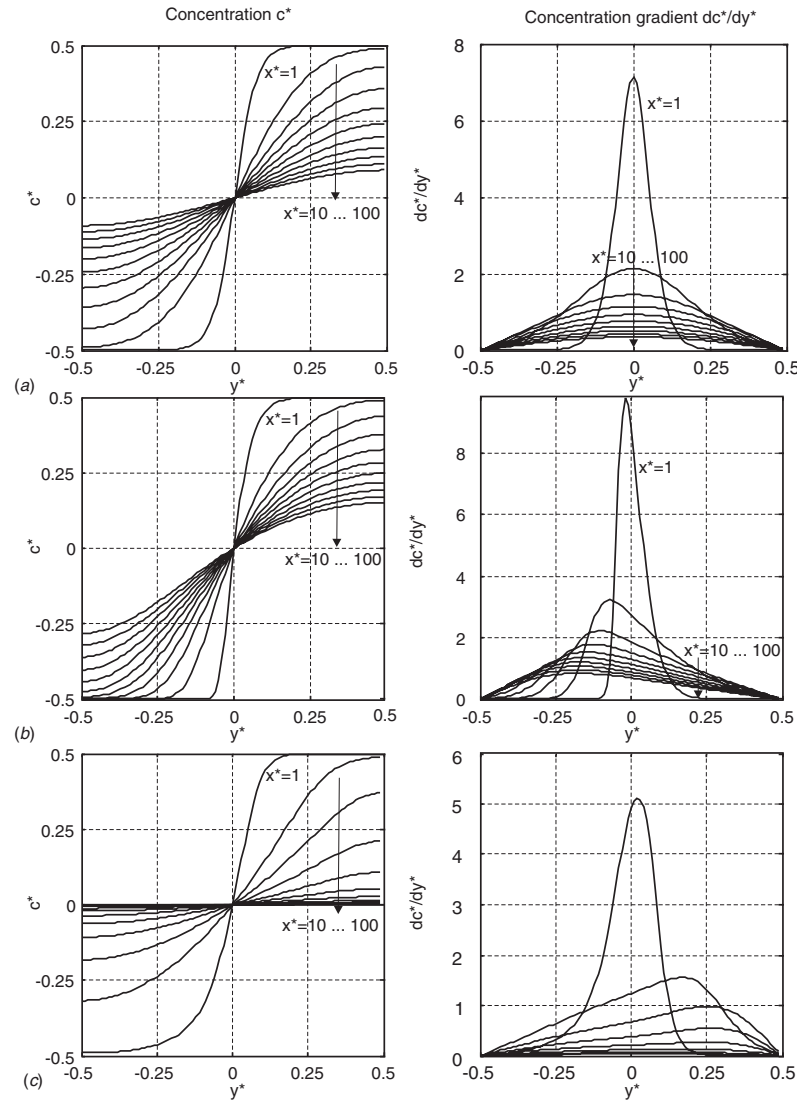 Concentration c*
Concentration gradient dc*/dy*
0.5
0.25
0
-0.25
-0.5
c*
x*=1
x*=10 ... 100
-0.5
-0.25
0
0.25
0.5
y*
(a)
8
6
4
2
0
dc*/dy*
x*=1
x*=10 ... 100
-0.5
-0.25
0
0.25
0.5
y*
0.5
0.25
0
-0.25
-0.5
c*
x*=1
x*=10 ... 100
-0.5
-0.25
0
0.25
0.5
y*
(b)
8
6
4
2
0
dc*/dy*
x*=1
x*=10 ... 100
-0.5
-0.25
0
0.25
0.5
y*
0.5
0.25
0
-0.25
-0.5
c*
x*=1
x*=10 ... 100
-0.5
-0.25
0
0.25
0.5
y*
(c)
6
5
4
3
2
1
0
dc*/dy*
-0.5
-0.25
0
0.25
0.5
y*